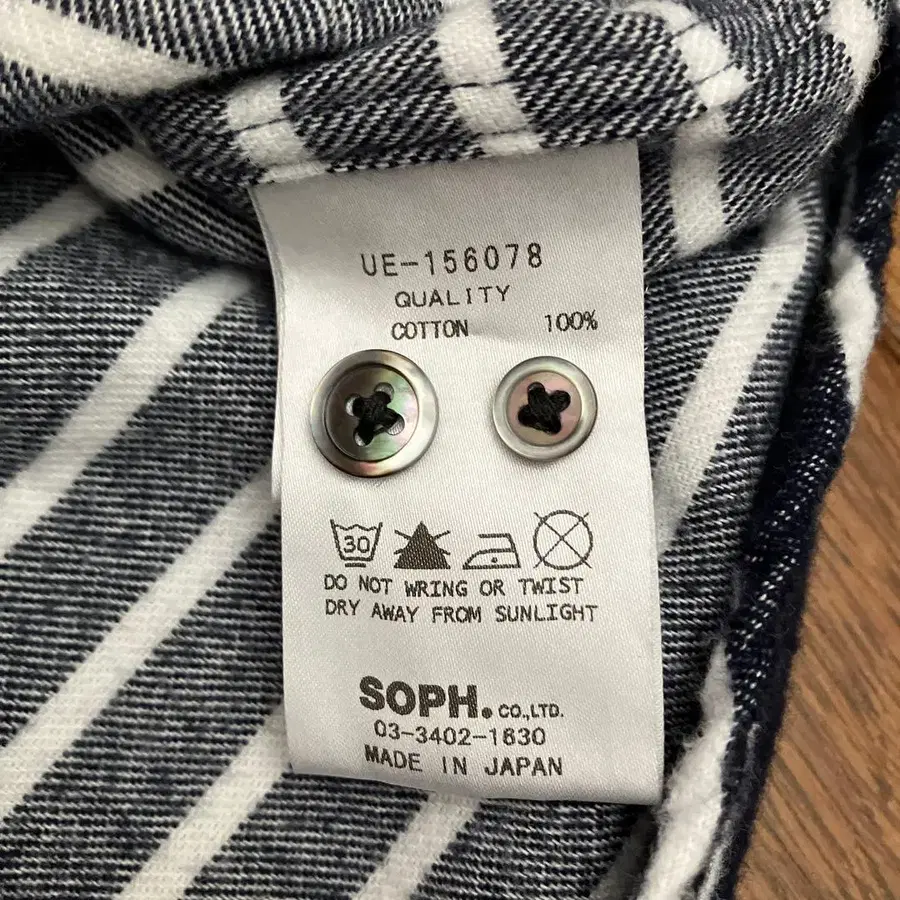 UE-156078
QUALITY
COTTON 100%
30
DO NOT WRING OR TWIST
DRY AWAY FROM SUNLIGHT
SOPH. CO.,LTD.
03-3402-1630
MADE IN JAPAN